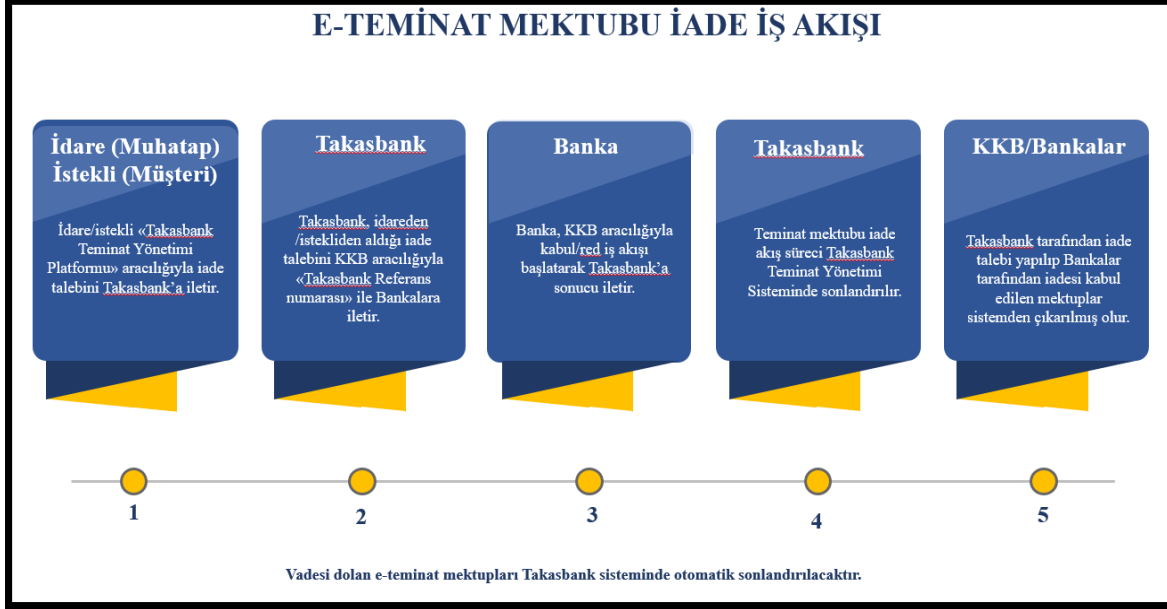 E-TEMİNAT MEKTUBU İADE İŞ AKIŞI
İdare (Muhatap)
İstekli (Müşteri)
İdare/istekli «Takasbank
Teminat Yönetimi
Platformu» aracılığıyla iade
talebini Takasbank’a iletir.
Takasbank
Takasbank, idareden
/istekliden aldığı iade
talebini KKB aracılığıyla
«Takasbank Referans
numarası» ile Bankalara
iletir.
Banka
Banka, KKB aracılığıyla
kabul/red iş akışı
başlatarak Takasbank’a
sonucu iletir.
Takasbank
Teminat mektubu iade
akış süreci Takasbank
Teminat Yönetimi
Sisteminde sonlandırılır.
KKB/Bankalar
Takasbank tarafından iade
talebi yapılıp Bankalar
tarafından iadesi kabul
edilen mektuplar
sistemden çıkarılmış olur.
1
2
3
4
5
Vadesi dolan e-teminat mektupları Takasbank sisteminde otomatik sonlandırılacaktır.